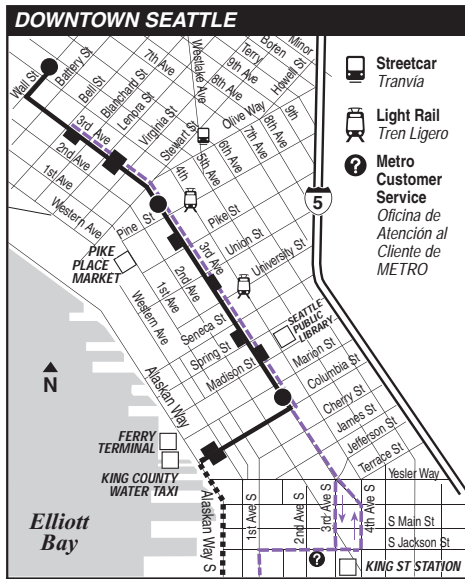 DOWNTOWN SEATTLE
Wall St
Battery St
Bell St
Blanchard St
Lenora St
Virginia St
Stewart St
7th Ave
Westlake Ave
8th Ave
9th Ave
Terry
Boren
Minor
Howell St
Olive Way
9th
8th Ave
7th Ave
6th Ave
5th Ave
4th
3rd Ave
2nd Ave
1st Ave
Western Ave
Pine St
Pike St
Union St
University St
3rd Ave
2nd Ave
1st Ave
Western Ave
PIKE
PLACE
MARKET
Seneca St
Spring St
Madison St
SEATTLE
PUBLIC
LIBRARY
Marion St
Columbia St
Cherry St
James St
Jefferson St
Terrace St
Yesler Way
Alaskan Way
N
FERRY
TERMINAL
KING COUNTY
WATER TAXI
Elliott
Bay
Alaskan Way S
1st Ave S
2nd Ave S
3rd Ave S
4th Ave S
S Main St
S Jackson St
?
KING ST STATION
5
Streetcar
Tranvía
Light Rail
Tren Ligero
?
Metro
Customer
Service
Oficina de
Atención al
Cliente de
METRO